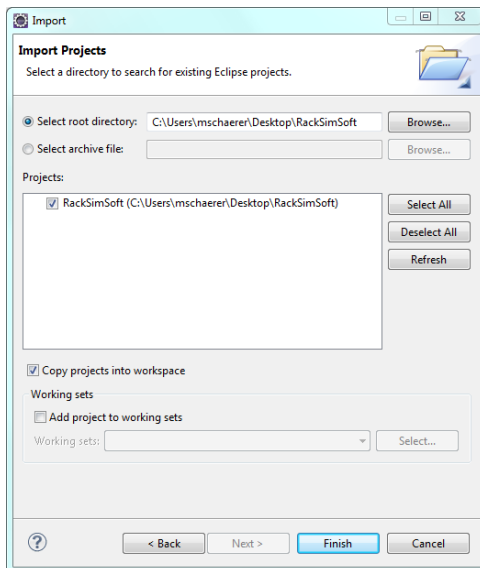 Import
Import Projects
Select a directory to search for existing Eclipse projects.
Select root directory: C:\Users\mschaerer\Desktop\RackSimSoft Browse...
Select archive file: Browse...
Projects:
RackSimSoft (C:\Users\mschaerer\Desktop\RackSimSoft) Select All
Deselect All
Refresh
Copy projects into workspace
Working sets
Add project to working sets
Working sets: Select...
? < Back Next > Finish Cancel